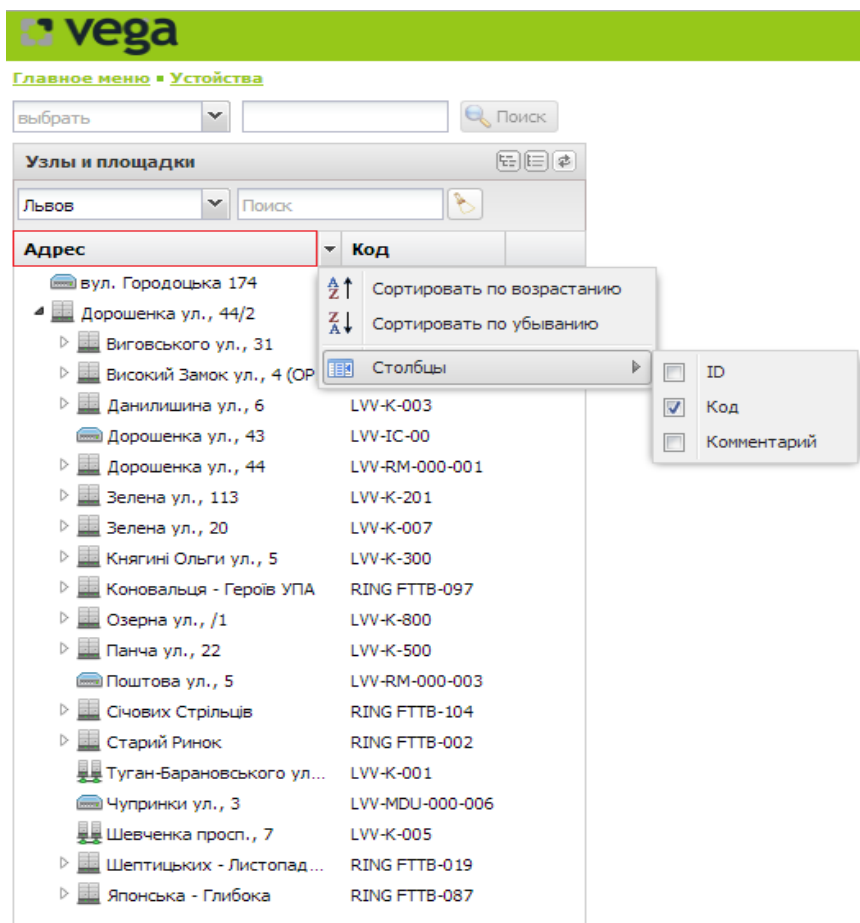 vega
Главное меню ▪ Устойства
выбрать Поиск
Узлы и площадки
Львов Поиск
Адрес Код
вул. Городоцька 174
Сортировать по возрастанию
Дорошенка ул., 44/2
Сортировать по убыванию
Виговського ул., 31
Високий Замок ул., 4 (ОР
Столбцы
ID
Данилишина ул., 6 LVV-K-003
Код
Дорошенка ул., 43 LVV-IC-00
Комментарий
Дорошенка ул., 44 LVV-RM-000-001
Зелена ул., 113 LVV-K-201
Зелена ул., 20 LVV-K-007
Княгині Ольги ул., 5 LVV-K-300
Коновальця - Героїв УПА RING FTTB-097
Озерна ул., /1 LVV-K-800
Панча ул., 22 LVV-K-500
Поштова ул., 5 LVV-RM-000-003
Січових Стрільців RING FTTB-104
Старий Ринок RING FTTB-002
Туган-Барановського ул... LVV-K-001
Чупринки ул., 3 LVV-MDU-000-006
Шевченка просп., 7 LVV-K-005
Шептицьких - Листопад... RING FTTB-019
Японська - Глибока RING FTTB-087